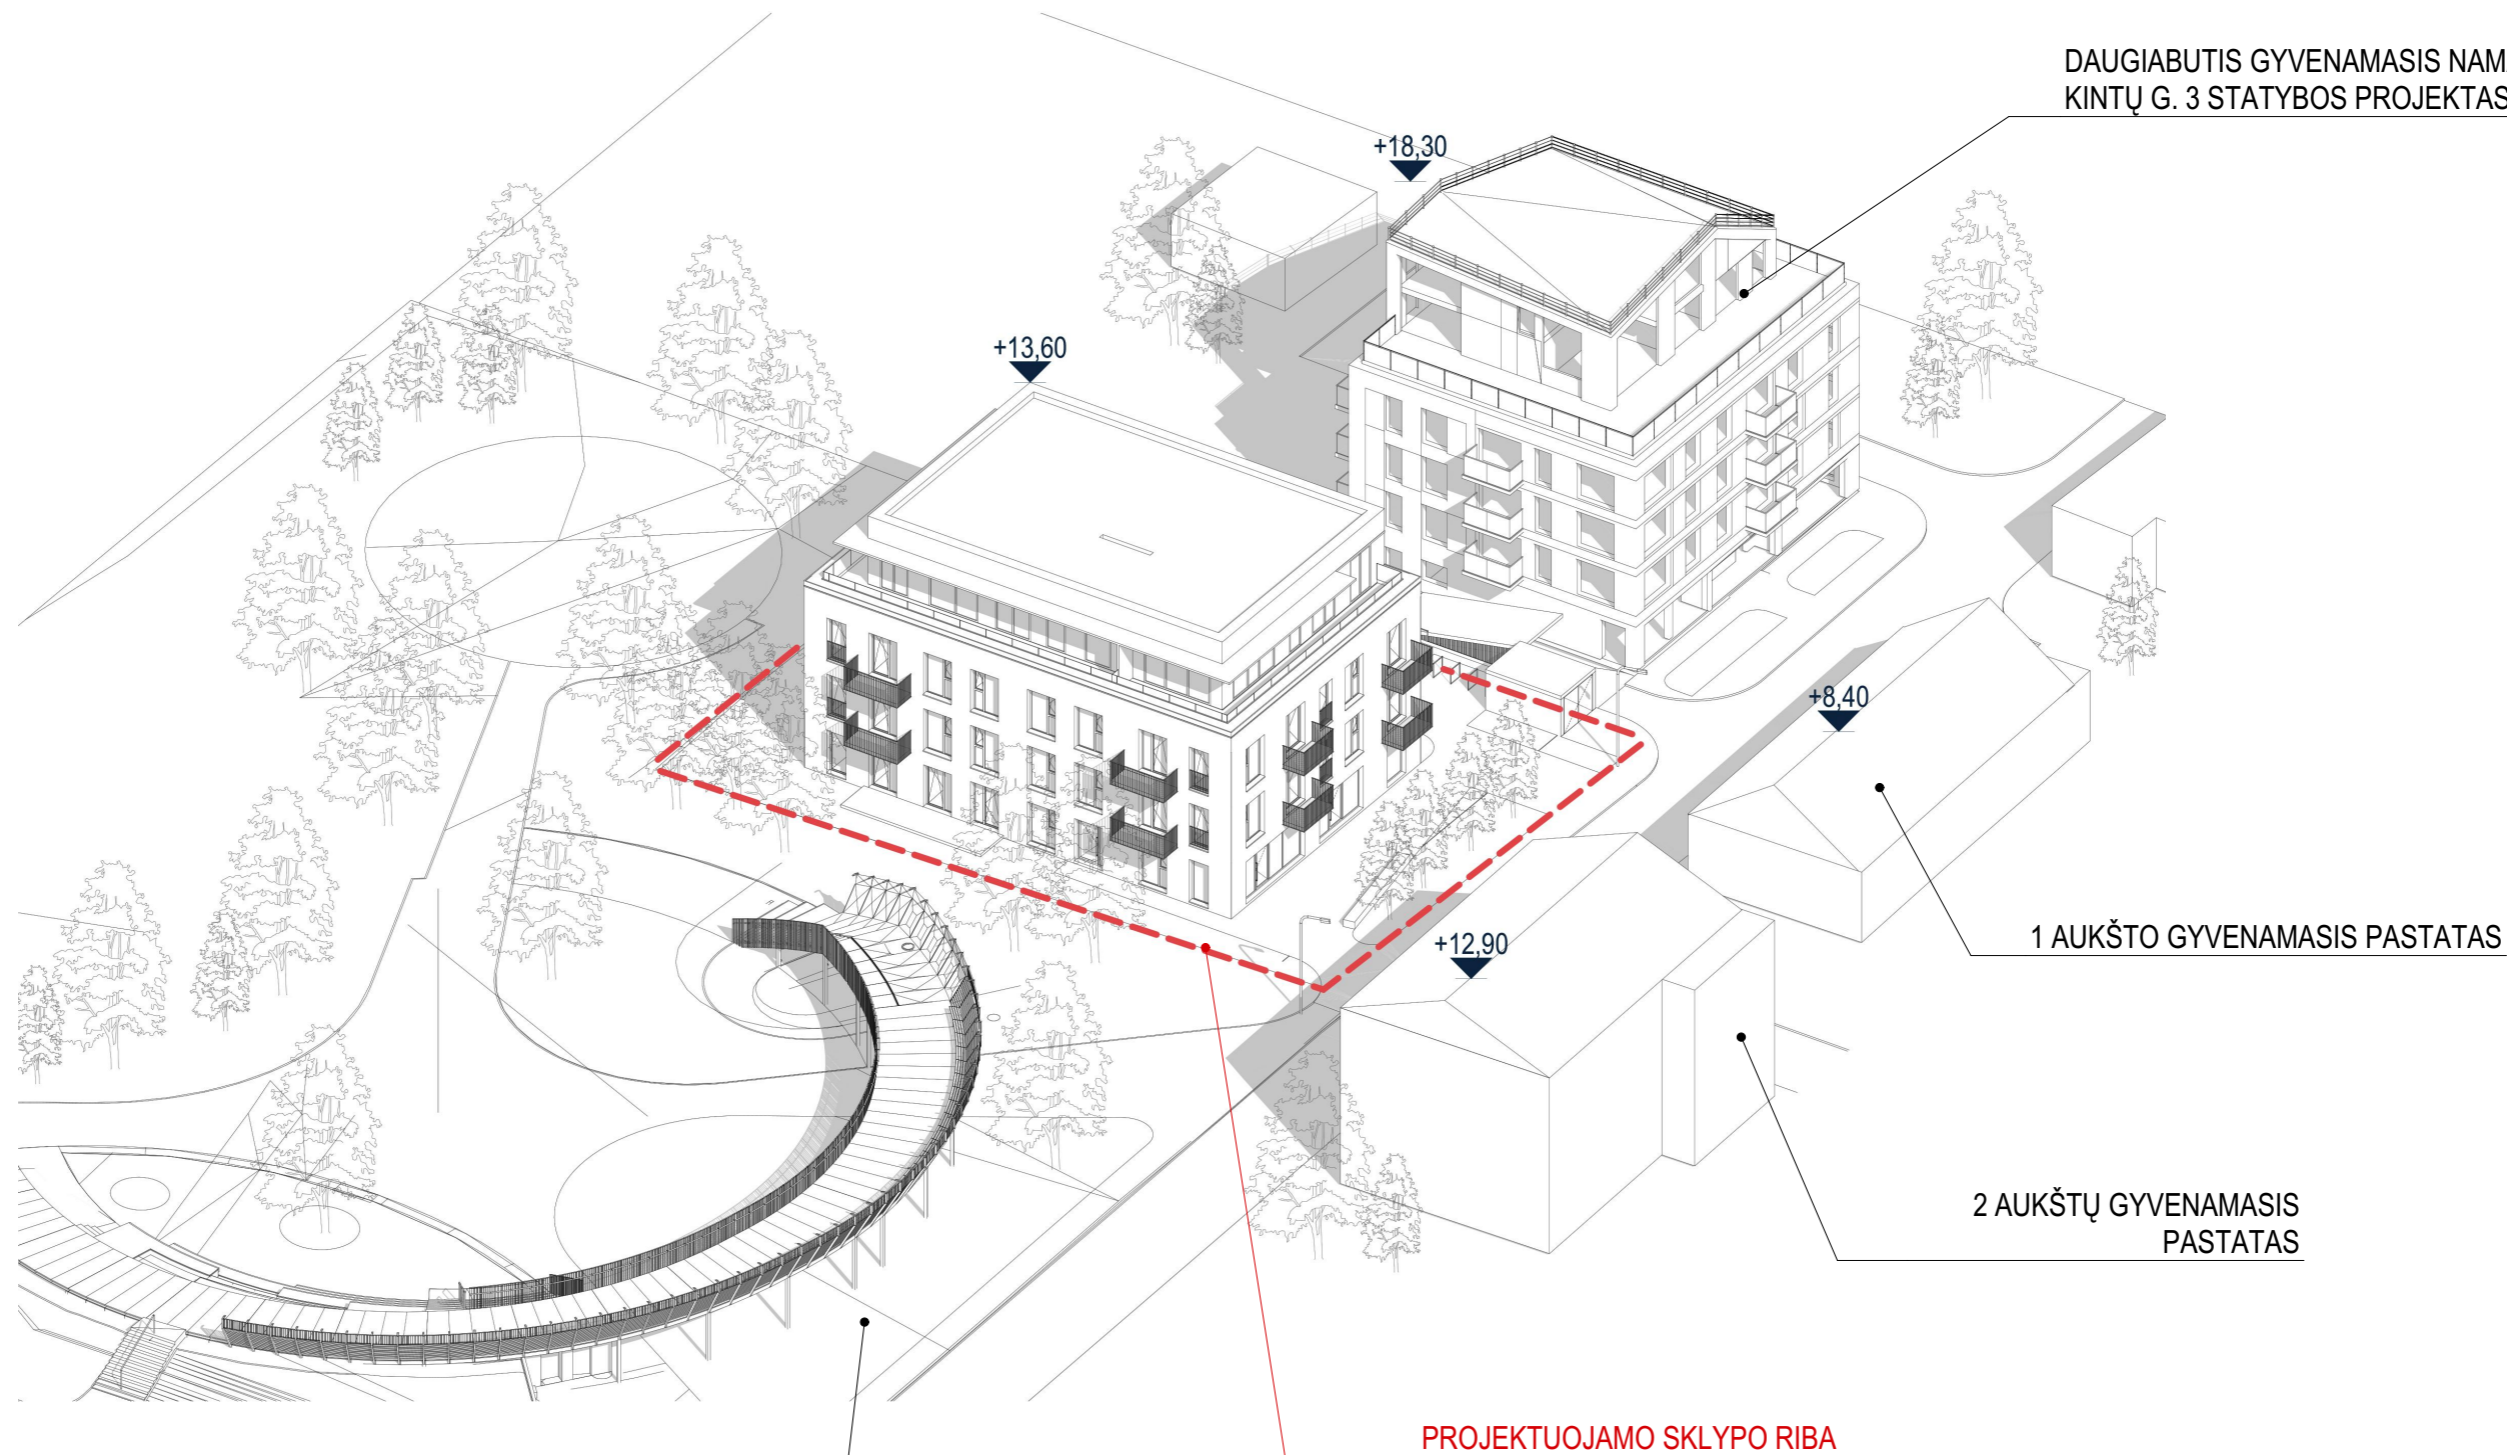 DAUGIABUTIS GYVENAMASIS
KINTŲ G. 3 STATYBOS PROJEKTAS
+18,30
+13,60
+8,40
1 AUKŠTO GYVENAMASIS PASTATAS
+12,90
2 AUKŠTŲ GYVENAMASIS
PASTATAS
PROJEKTUOJAMO SKLYPO RIBA